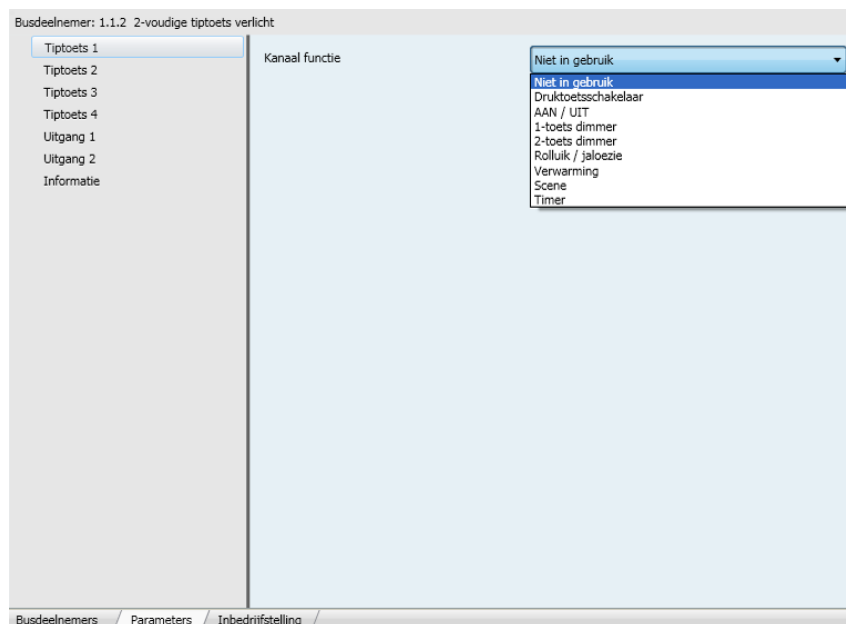 Busdeelnemer: 1.1.2 2-voudige tiptoets verlicht
Tiptoets 1
Tiptoets 2
Tiptoets 3
Tiptoets 4
Uitgang 1
Uitgang 2
Informatie
Kanaal functie
Niet in gebruik
Niet in gebruik
Druktoetsschakelaar
AAN / UIT
1-toets dimmer
2-toets dimmer
Rolluik / jaloezie
Verwarming
Scene
Timer
Busdeelnemers / Parameters / Inbedrijfstelling /